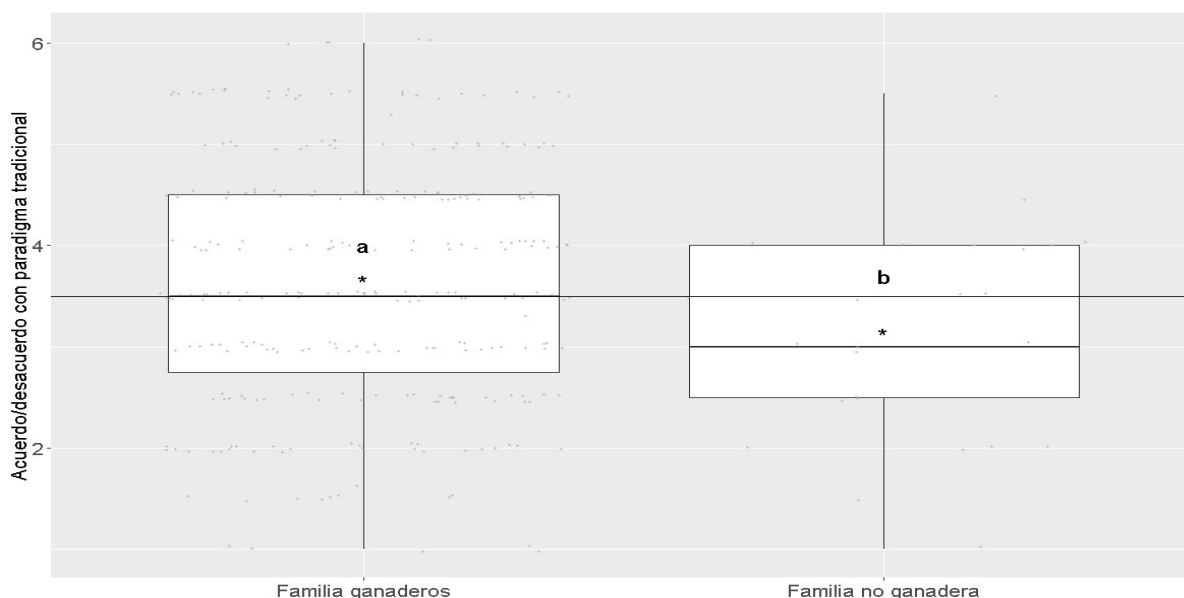 Acuerdo/desacuerdo con paradigma tradicional
6
4
2
a
*
b
*
Familia ganaderos
Familia no ganadera